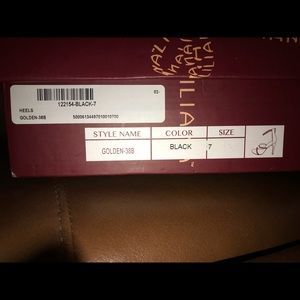 122154-BLACK-7
HEELS
GOLDEN-38B
STYLE NAME COLOR SIZE
GOLDEN-38B BLACK 7